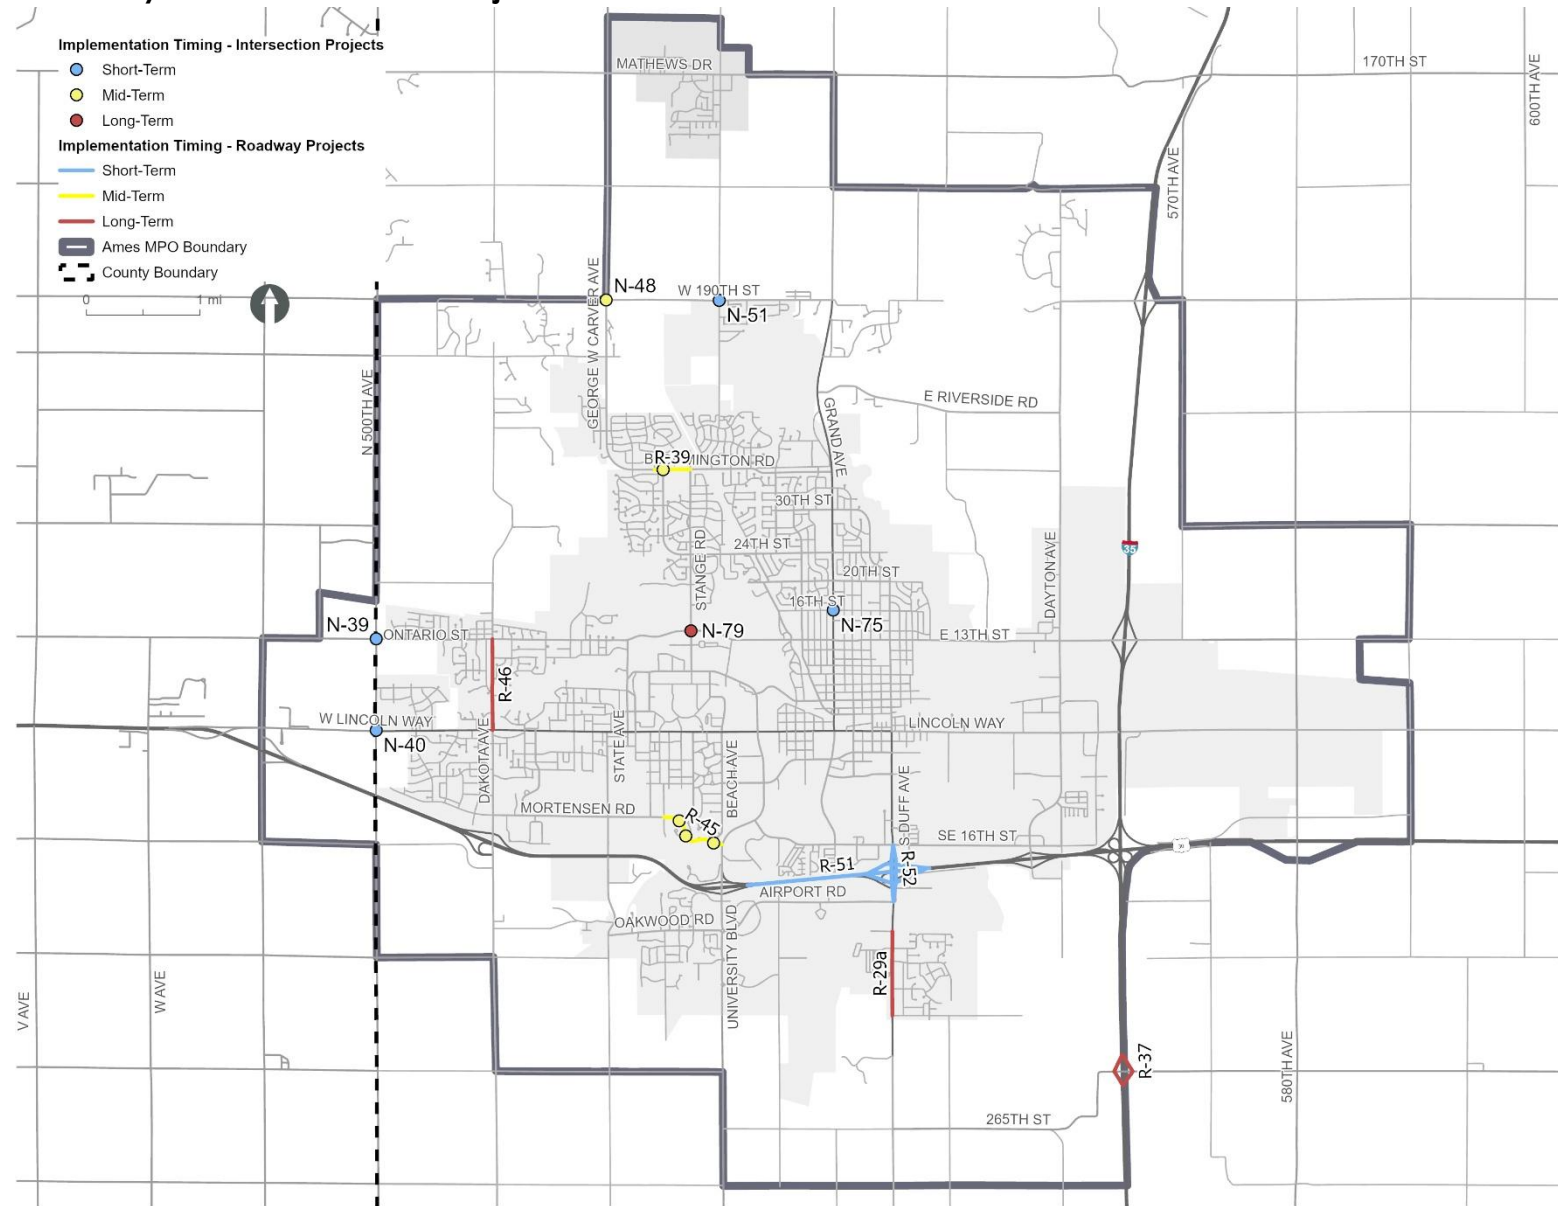 Implementation Timing - Intersection Projects
Short-Term
Mid-Term
Long-Term
Implementation Timing - Roadway Projects
Short-Term
Mid-Term
Long-Term
Ames MPO Boundary
County Boundary
0 1 mi
MATHEWS DR
170TH ST
600TH AVE
570TH AVE
GEORGE W CARVER AVE
N-48
W 190TH ST
N-51
N 500TH AVE
E RIVERSIDE RD
GRAND AVE
R-39
MINGTON RD
30TH ST
STANGE RD
24TH ST
35
DAYTON AVE
20TH ST
16TH ST
N-39
ONTARIO ST
N-79
N-75
E 13TH ST
R-46
W LINCOLN WAY
N-40
LINCOLN WAY
DAKOTA AVE
STATE AVE
BEACH AVE
MORTENSEN RD
R-45
S DUFF AVE
SE 16TH ST
R-51
R-52
AIRPORT RD
OAKWOOD RD
UNIVERSITY BLVD
R-29a
V AVE
W AVE
R-37
580TH AVE
265TH ST